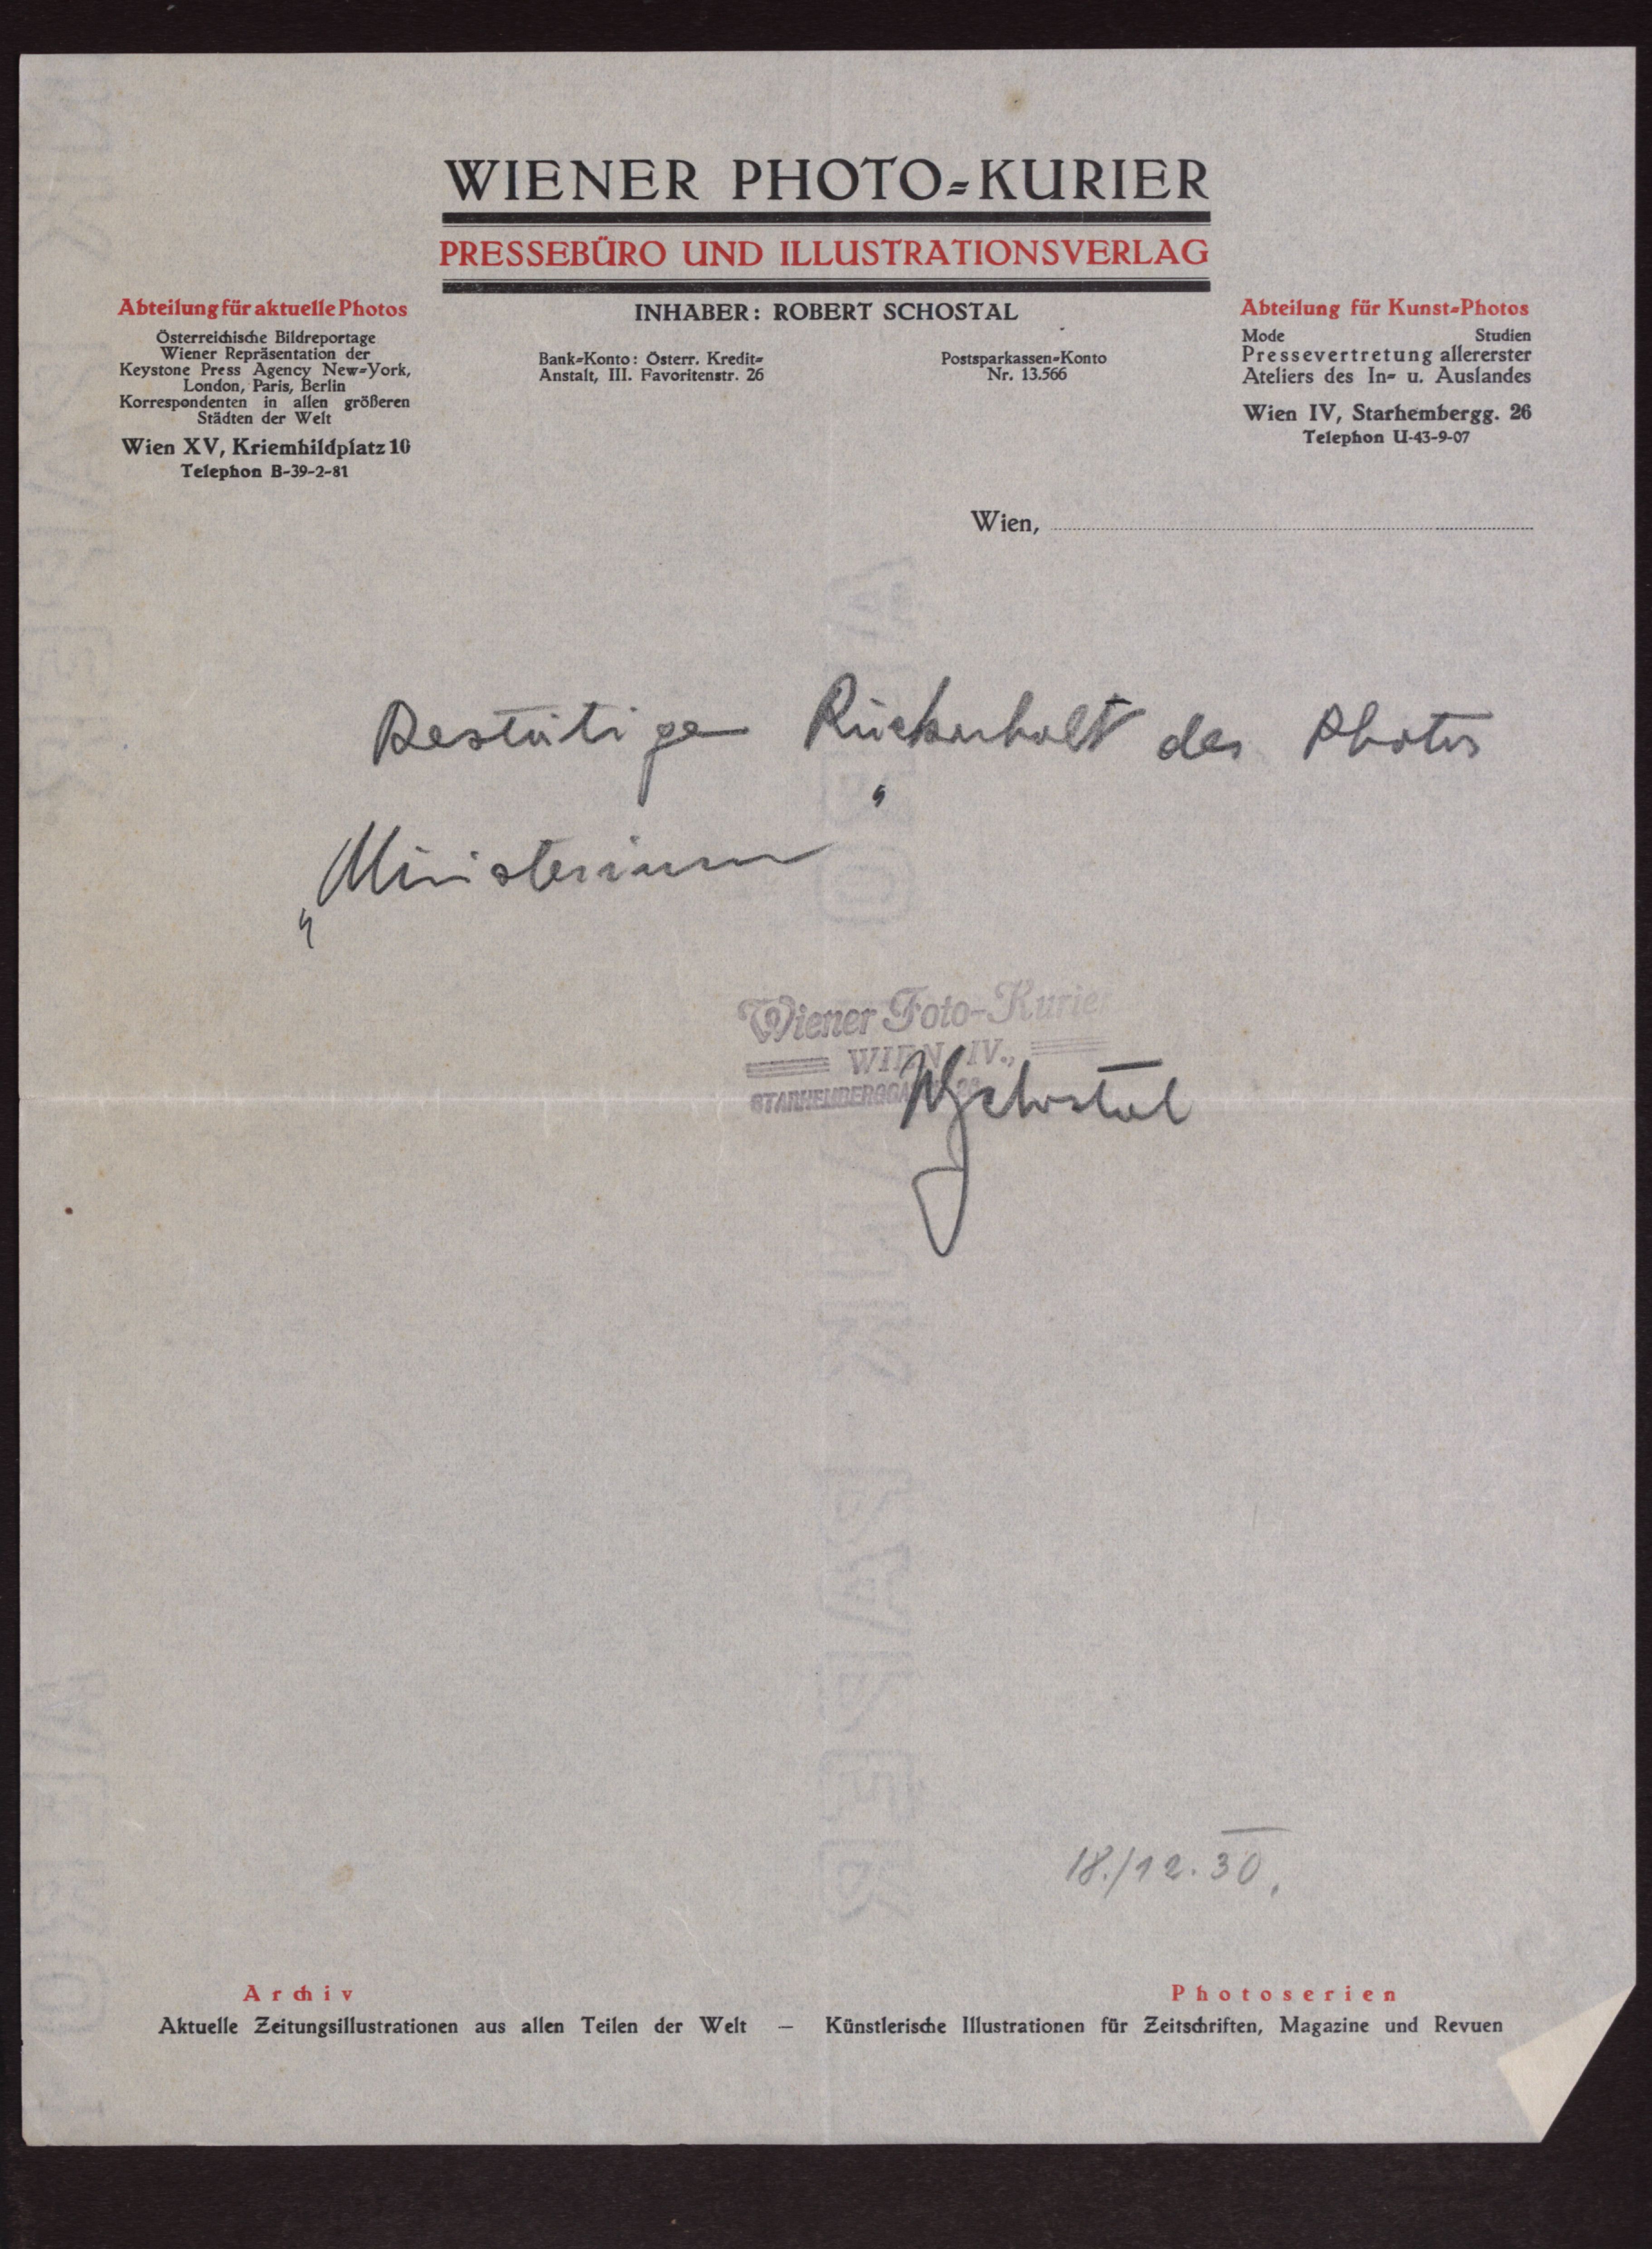 WIENER PHOTO=KURIER
PRESSEBÜRO UND ILLUSTRATIONSVERLAG
INHABER: ROBERT SCHOSTAL
Abteilung für aktuelle Photos
Österreichische Bildreportage
Wiener Repräsentation der
Keystone Press Agency New=York,
London, Paris, Berlin
Korrespondenten in allen größeren
Städten der Welt
Wien XV, Kriemhildplatz 10
Telephon B-39-2-81
Bank=Konto: Österr. Kredit=
Anstalt, III. Favoritenstr. 26
Postsparkassen=Konto
Nr. 13.566
Abteilung für Kunst=Photos
Mode Studien
Pressevertretung allererster
Ateliers des In= u. Auslandes
Wien IV, Starhembergg. 26
Telephon U-43-9-07
Wien,
Bestätige Rückerhalt des Photos
„Ministerium"
Wiener Foto-Kurier
WIEN, IV.,
Schostal
18./12.30.
Archiv
Aktuelle Zeitungsillustrationen aus allen Teilen der Welt –
Photoserien
Künstlerische Illustrationen für Zeitschriften, Magazine und Revuen